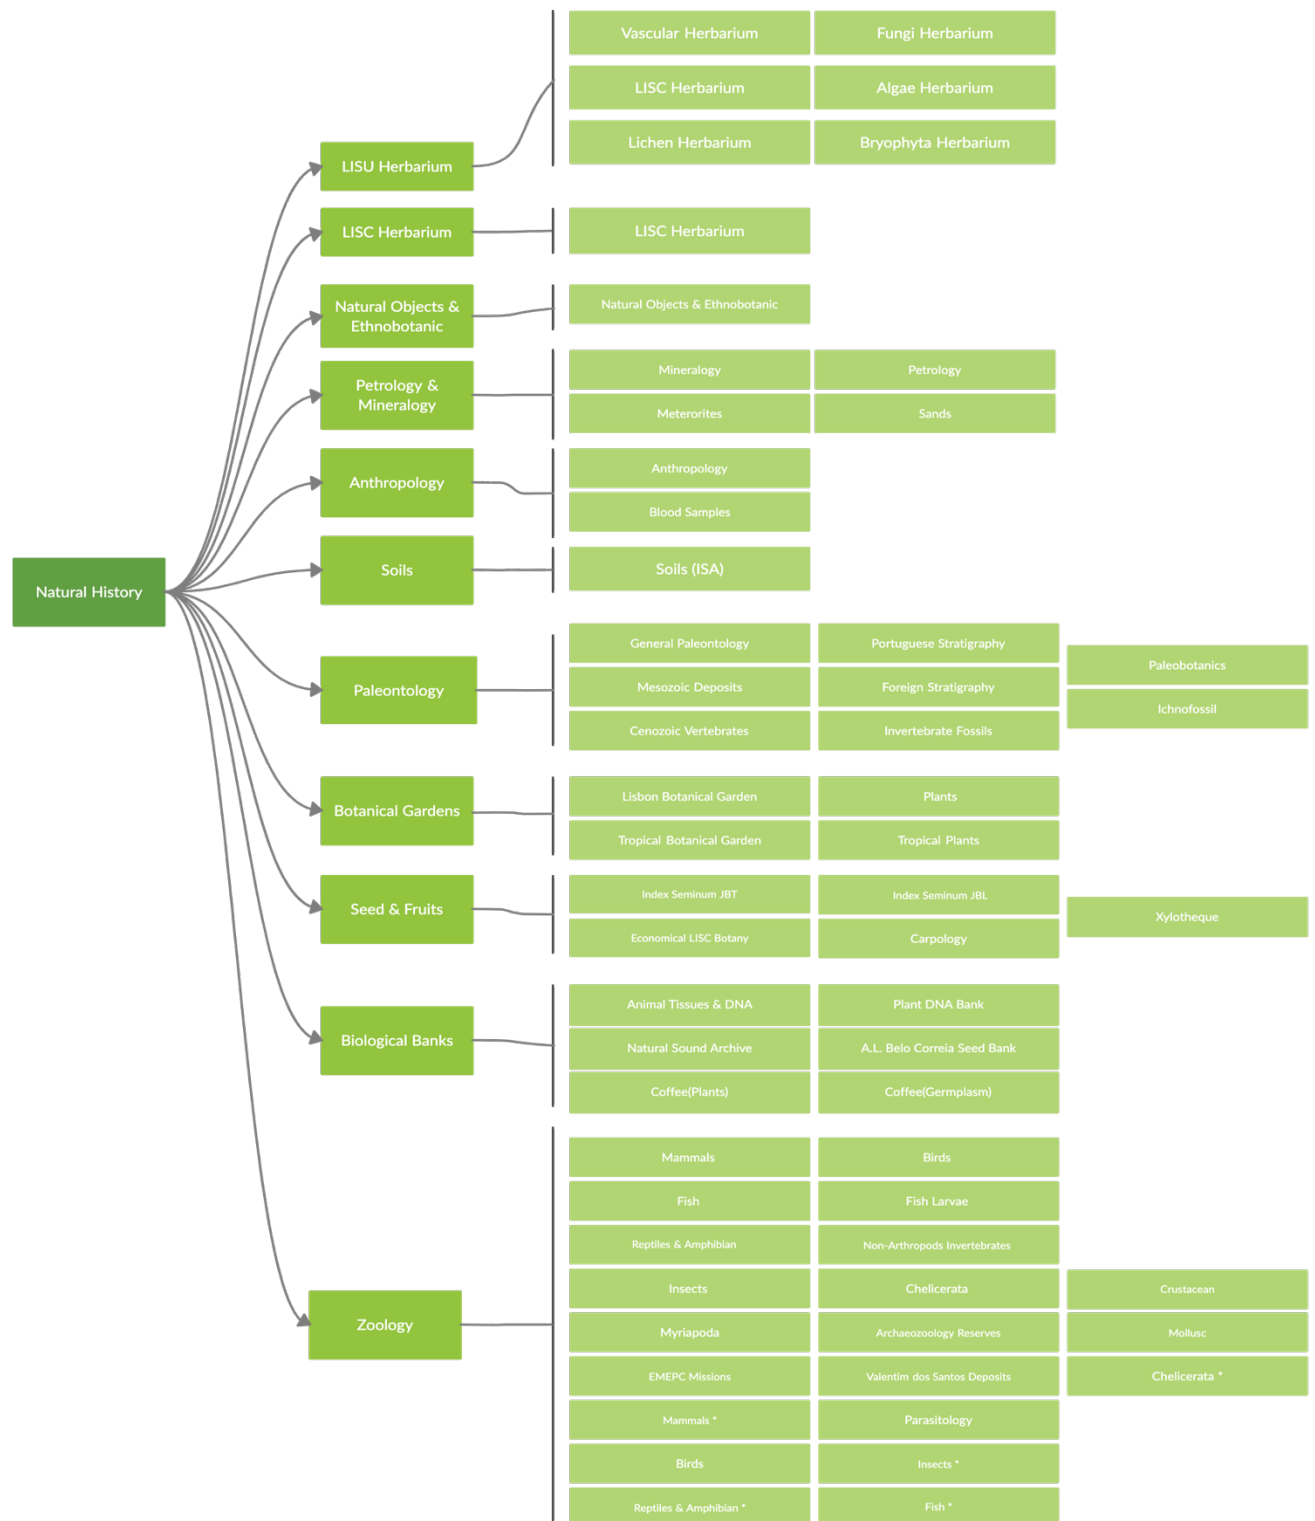 Natural History
LISU Herbarium
Vascular Herbarium
Fungi Herbarium
LISC Herbarium
Algae Herbarium
Lichen Herbarium
Bryophyta Herbarium
LISC Herbarium
LISC Herbarium
Natural Objects &
Ethnobotanic
Natural Objects & Ethnobotanic
Petrology &
Mineralogy
Mineralogy
Petrology
Meterorites
Sands
Anthropology
Anthropology
Blood Samples
Soils
Soils (ISA)
Paleontology
General Paleontology
Portuguese Stratigraphy
Paleobotanics
Mesozoic Deposits
Foreign Stratigraphy
Ichnofossil
Cenozoic Vertebrates
Invertebrate Fossils
Botanical Gardens
Lisbon Botanical Garden
Plants
Tropical Botanical Garden
Tropical Plants
Seed & Fruits
Index Seminum JBT
Index Seminum JBL
Xylotheque
Economical LISC Botany
Carpology
Biological Banks
Animal Tissues & DNA
Plant DNA Bank
Natural Sound Archive
A.L. Belo Correia Seed Bank
Coffee(Plants)
Coffee(Germplasm)
Zoology
Mammals
Birds
Fish
Fish Larvae
Reptiles & Amphibian
Non-Arthropods Invertebrates
Insects
Chelicerata
Crustacean
Myriapoda
Archaezoology Reserves
Mollusc
EMEPC Missions
Valentim dos Santos Deposits
Chelicerata *
Mammals *
Parasitology
Birds
Insects *
Reptiles & Amphibian *
Fish *